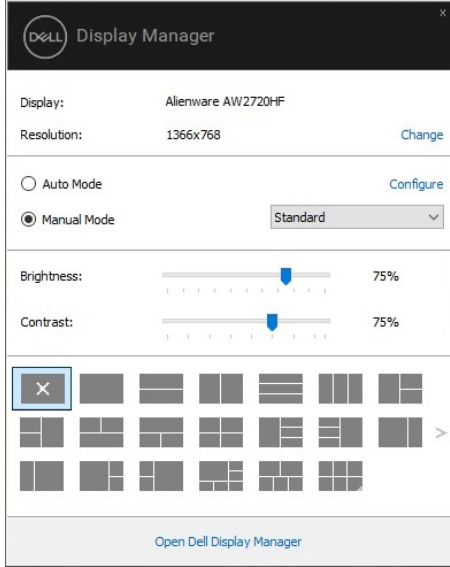 DELL Display Manager
Display: Alienware AW2720HF
Resolution: 1366x768 Change
Auto Mode Configure
Manual Mode Standard
Brightness: 75%
Contrast: 75%
Open Dell Display Manager